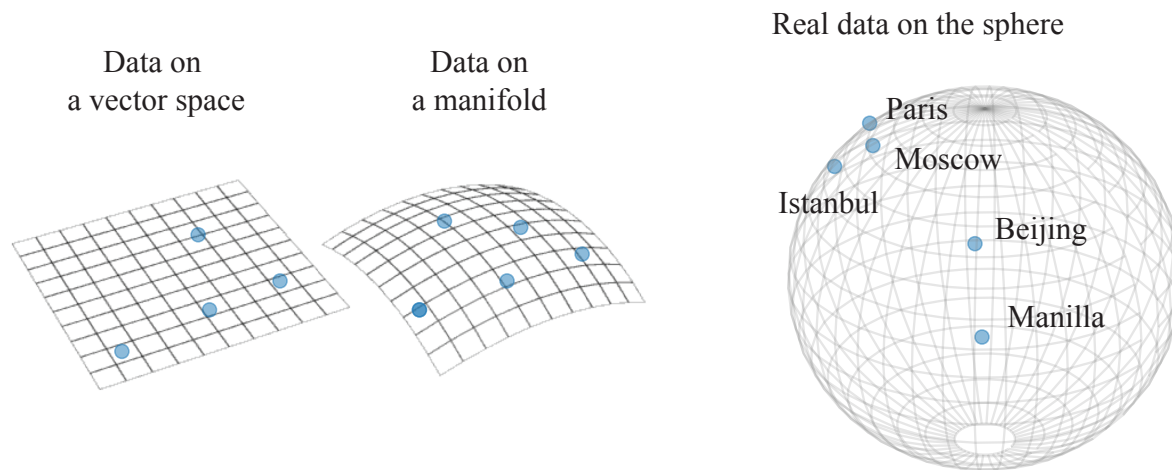 Data on
a vector space
Data on
a manifold
Real data on the sphere
Paris
Moscow
Istanbul
Beijing
Manilla